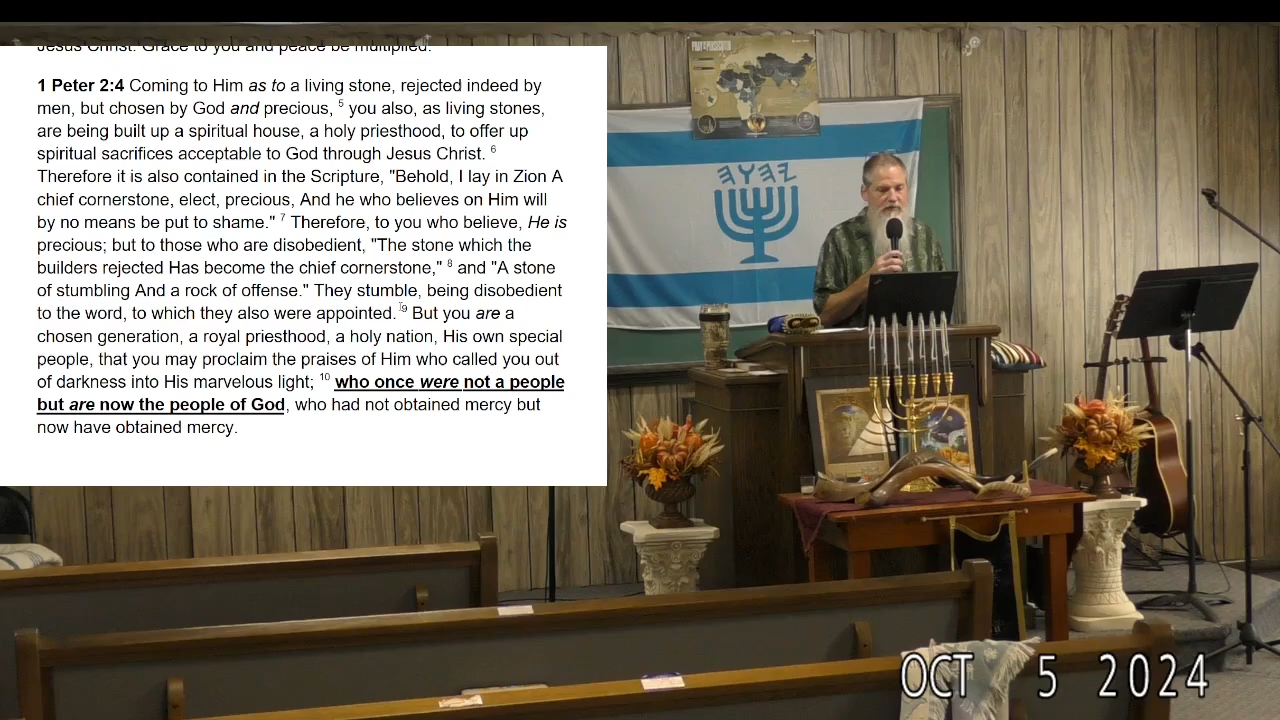 Jesus Christ: Grace to you and peace be multiplied.
1 Peter 2:4 Coming to Him as to a living stone, rejected indeed by
men, but chosen by God and precious, 5 you also, as living stones,
are being built up a spiritual house, a holy priesthood, to offer up
spiritual sacrifices acceptable to God through Jesus Christ. 6
Therefore it is also contained in the Scripture, "Behold, I lay in Zion A
chief cornerstone, elect, precious, And he who believes on Him will
by no means be put to shame." 7 Therefore, to you who believe, He is
precious; but to those who are disobedient, "The stone which the
builders rejected Has become the chief cornerstone," 8 and "A stone
of stumbling And a rock of offense." They stumble, being disobedient
to the word, to which they also were appointed. 9 But you are a
chosen generation, a royal priesthood, a holy nation, His own special
people, that you may proclaim the praises of Him who called you out
of darkness into His marvelous light; 10 who once were not a people
but are now the people of God, who had not obtained mercy but
now have obtained mercy.
OCT 5 2024